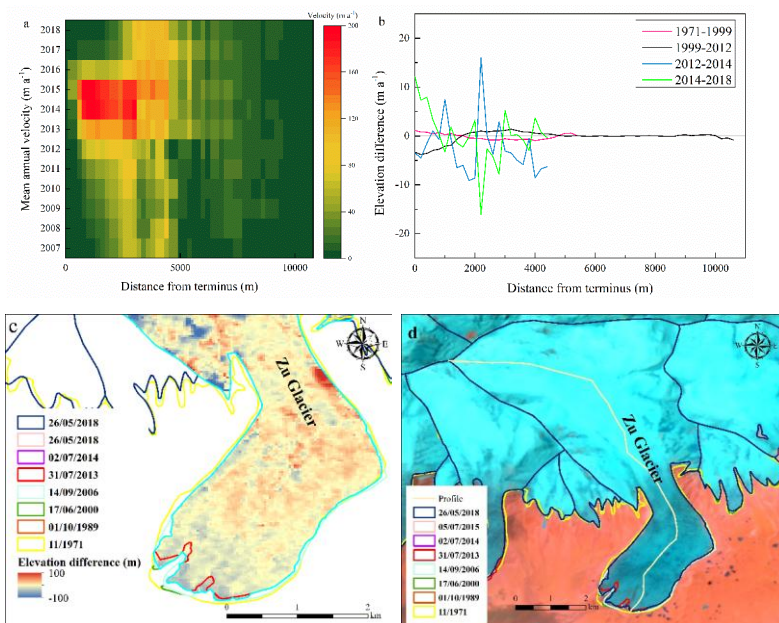 a
Velocity (m a⁻¹)
200
160
120
80
40
0
2018
2017
2016
2015
2014
2013
2012
2011
2010
2009
2008
2007
Mean annual velocity (m a⁻¹)
0
5000
10000
Distance from terminus (m)
b
1971-1999
1999-2012
2012-2014
2014-2018
20
10
0
-10
-20
Elevation difference (m a⁻¹)
0
2000
4000
6000
8000
10000
Distance from terminus (m)
c
N
W
E
S
Zu Glacier
26/05/2018
26/05/2018
02/07/2014
31/07/2013
14/09/2006
17/06/2000
01/10/1989
11/1971
Elevation difference (m)
100
-100
0
1
2
km
d
N
W
E
S
Zu Glacier
Profile
26/05/2018
05/07/2015
02/07/2014
31/07/2013
14/09/2006
17/06/2000
01/10/1989
11/1971
0
1
2
km